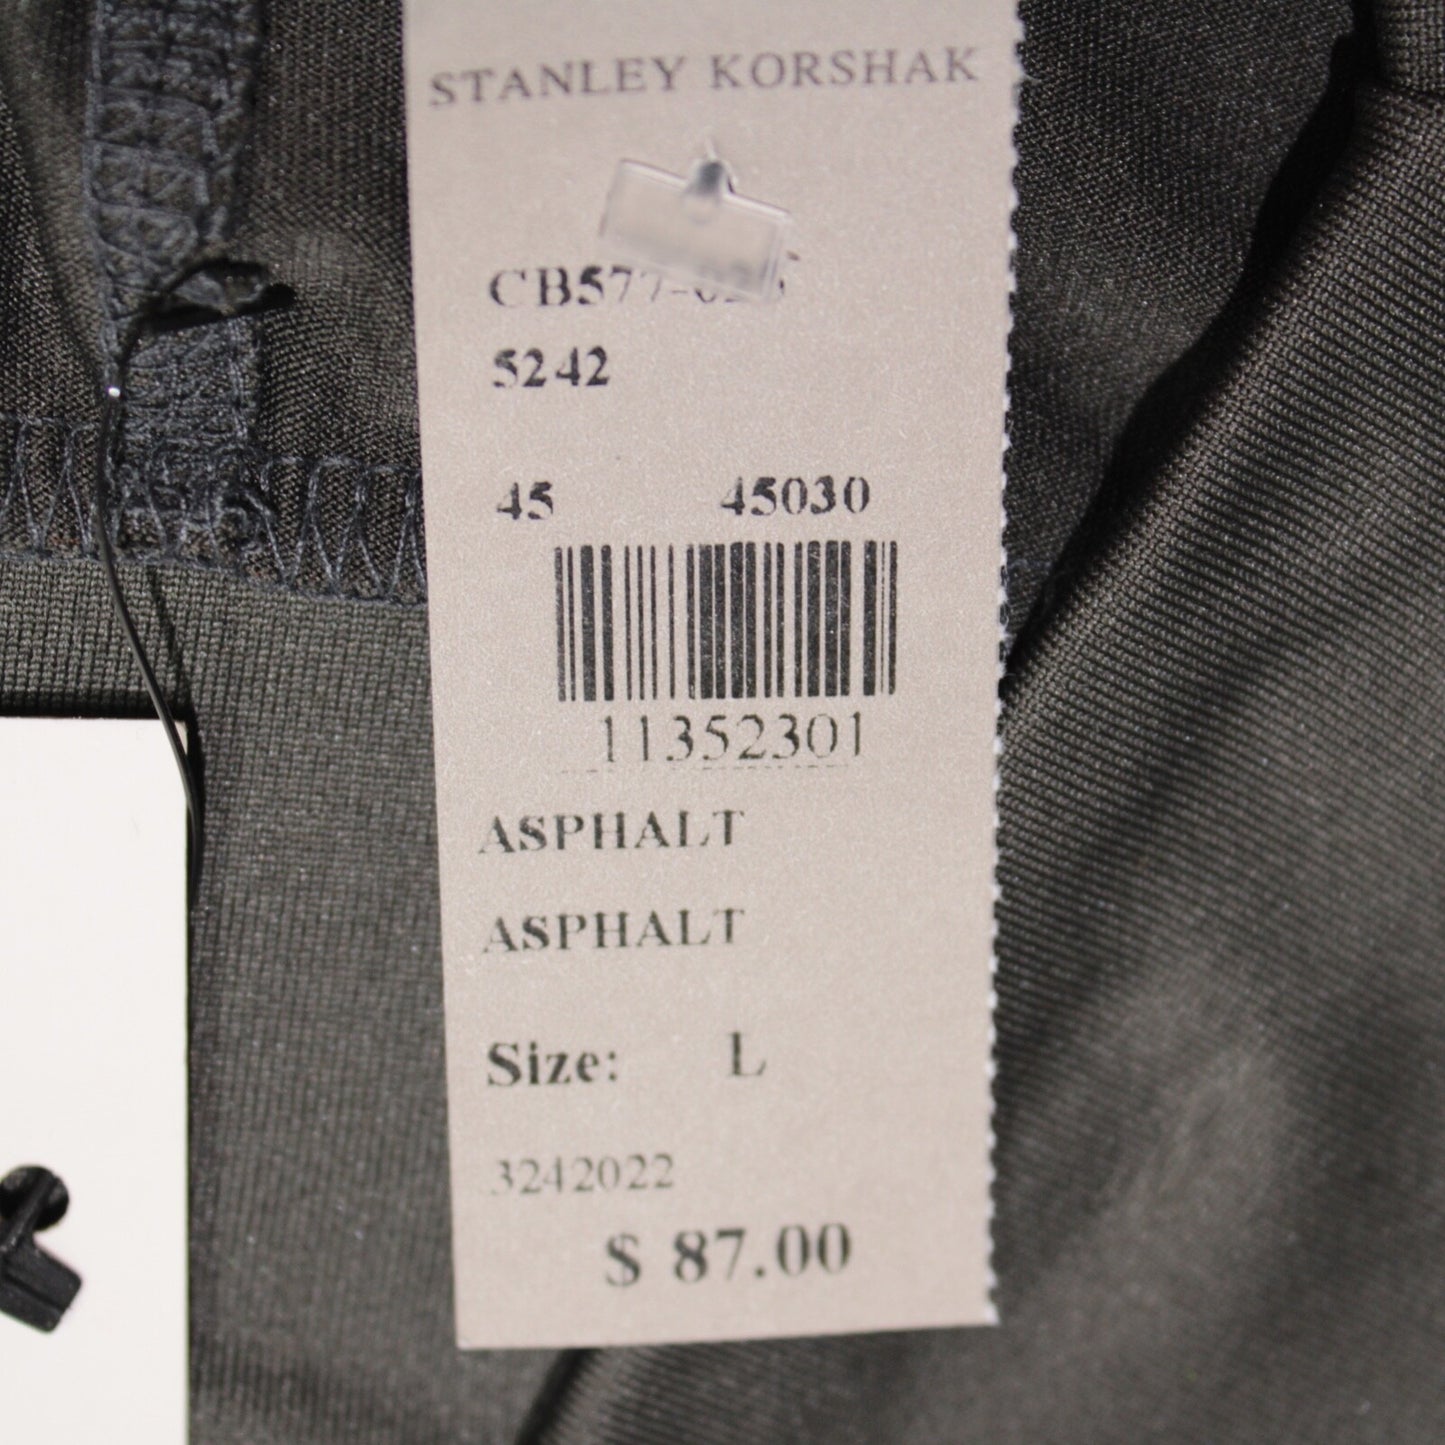 STANLEY KORSHAK
5242
45 45030
11352301
ASPHALT
ASPHALT
Size: L
3242022
$ 87.00